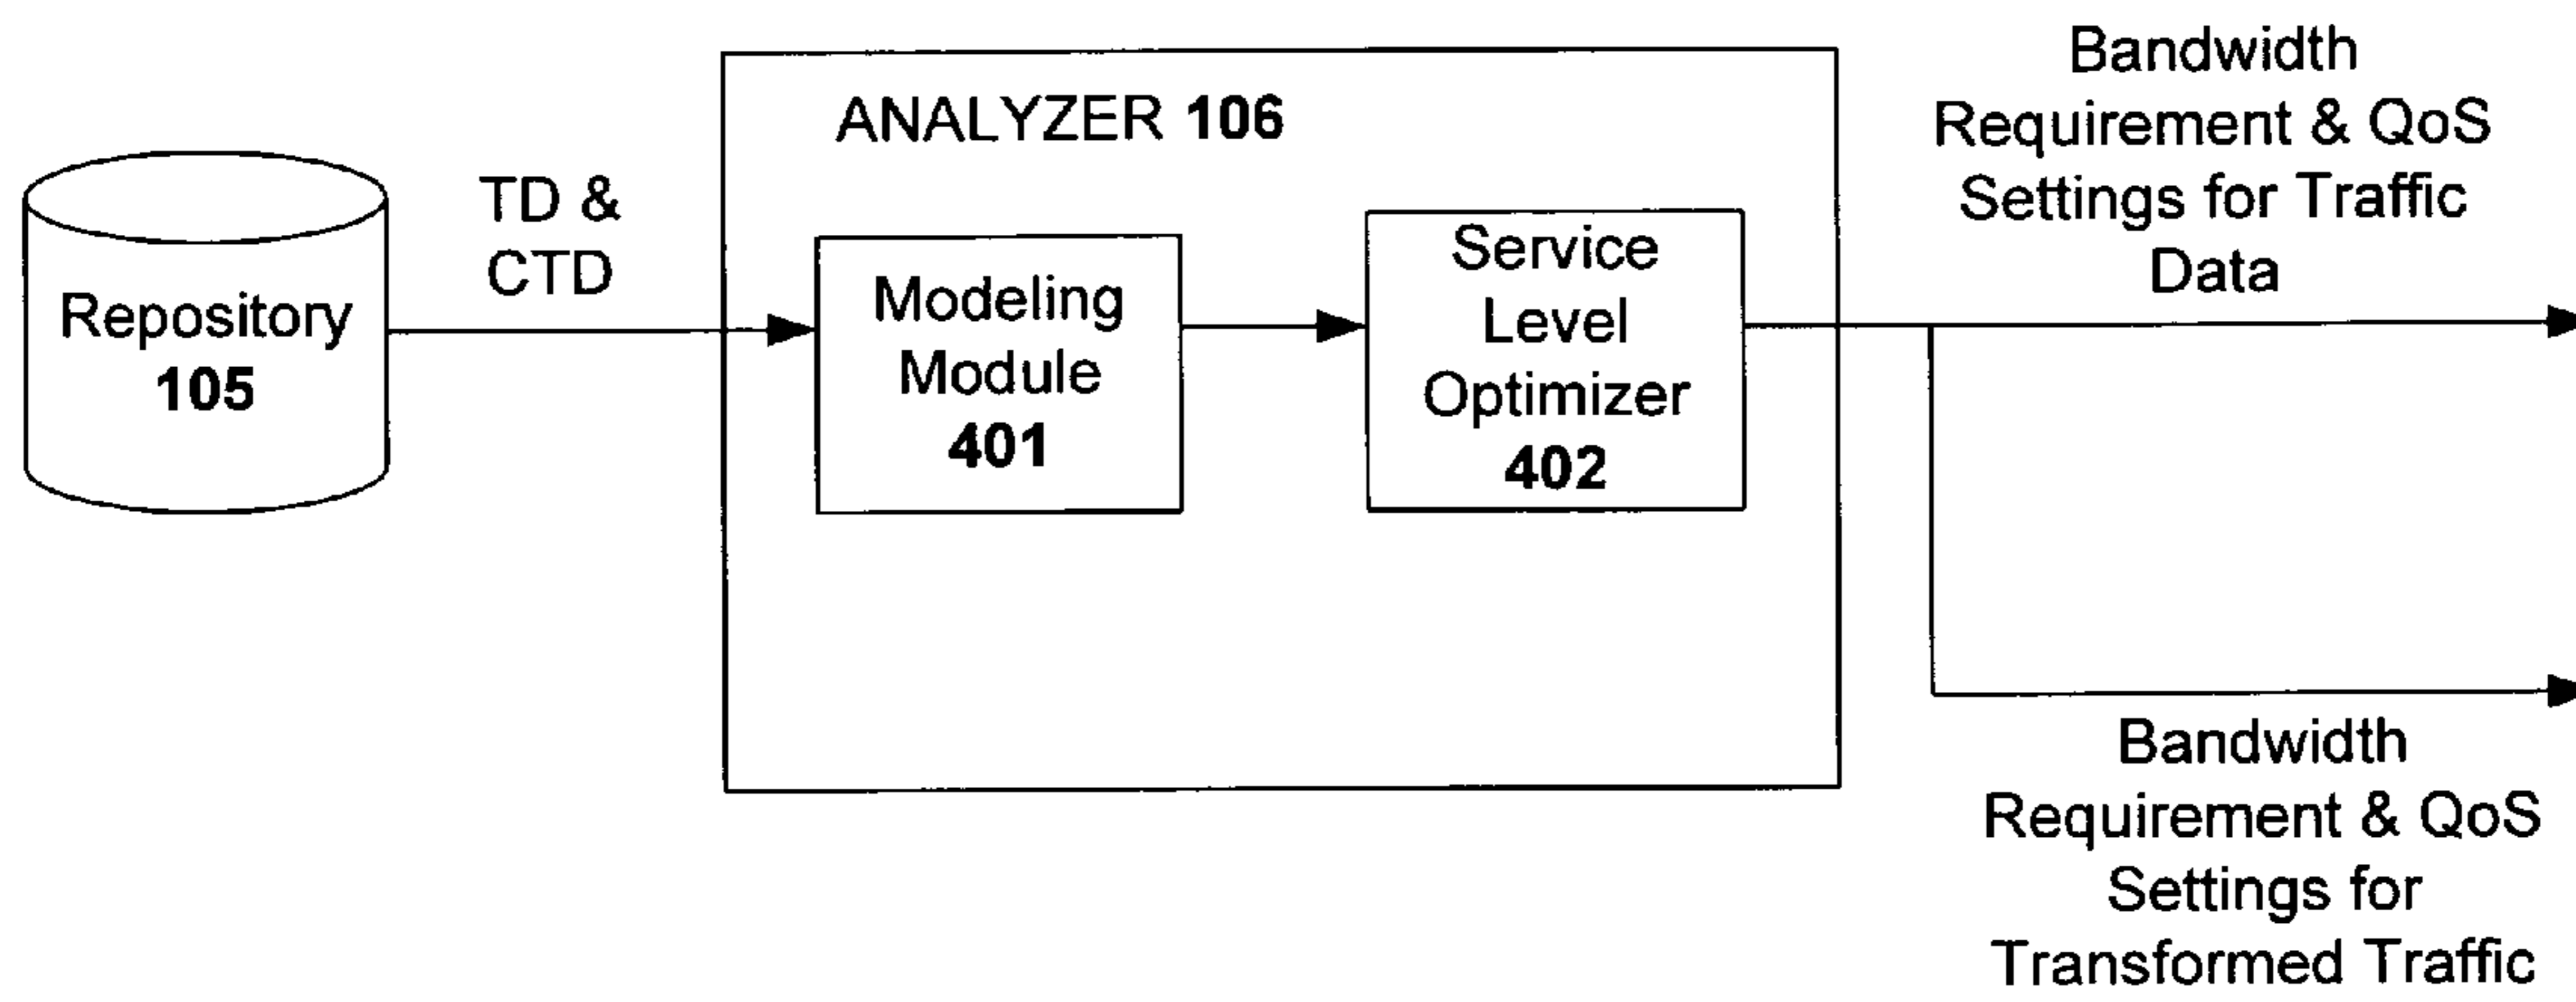 Repository
105
TD &
CTD
ANALYZER 106
Modeling
Module
401
Service
Level
Optimizer
402
Bandwidth
Requirement & QoS
Settings for Traffic
Data
Bandwidth
Requirement & QoS
Settings for
Transformed Traffic